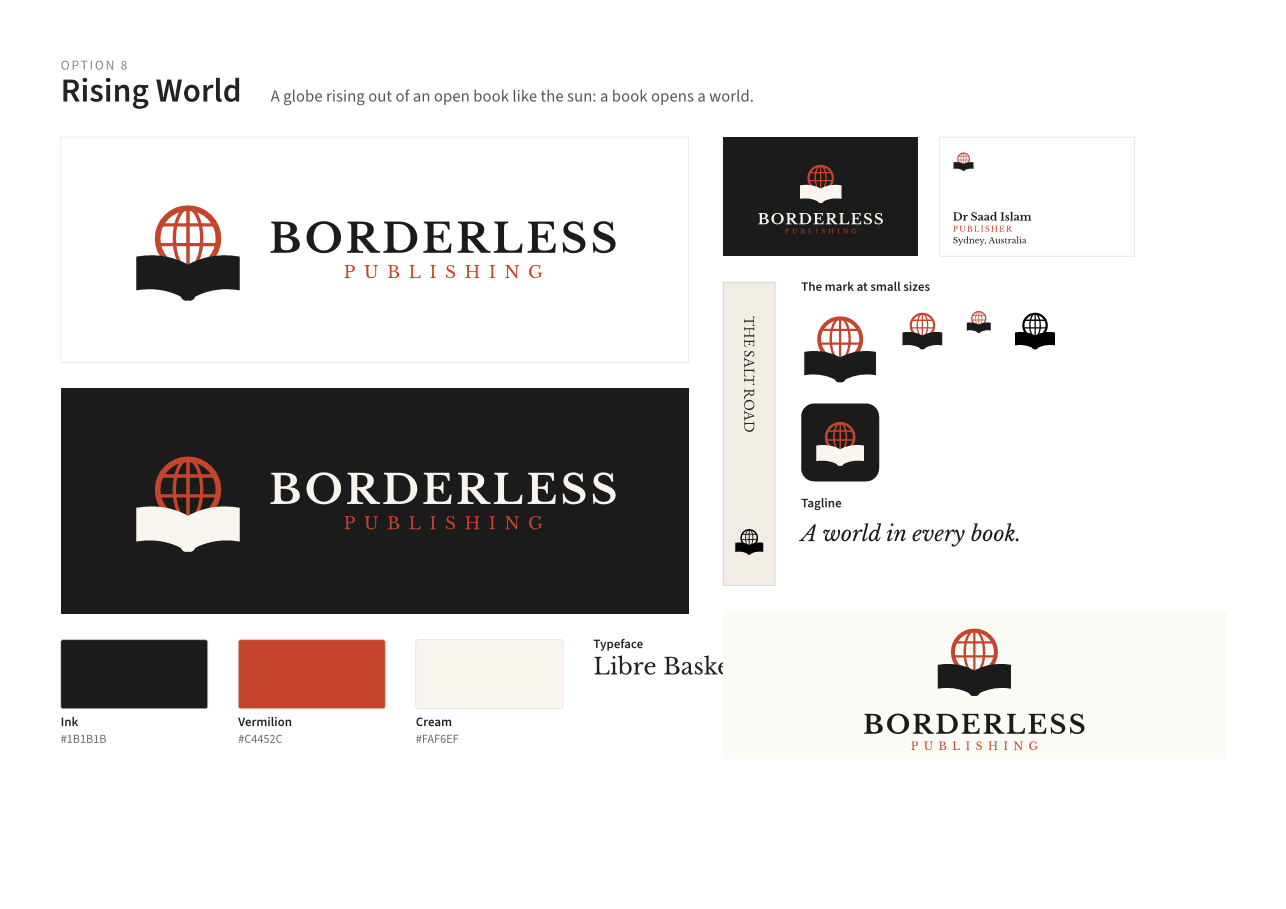 OPTION 8
Rising World
A globe rising out of an open book like the sun: a book opens a world.
BORDERLESS
PUBLISHING
BORDERLESS
PUBLISHING
Ink
#1B1B1B
Vermilion
#C4452C
Cream
#FAF6EF
Typeface
Libre Baske
BORDERLESS
PUBLISHING
Dr Saad Islam
PUBLISHER
Sydney, Australia
THE SALT ROAD
The mark at small sizes
Tagline
A world in every book.
BORDERLESS
PUBLISHING